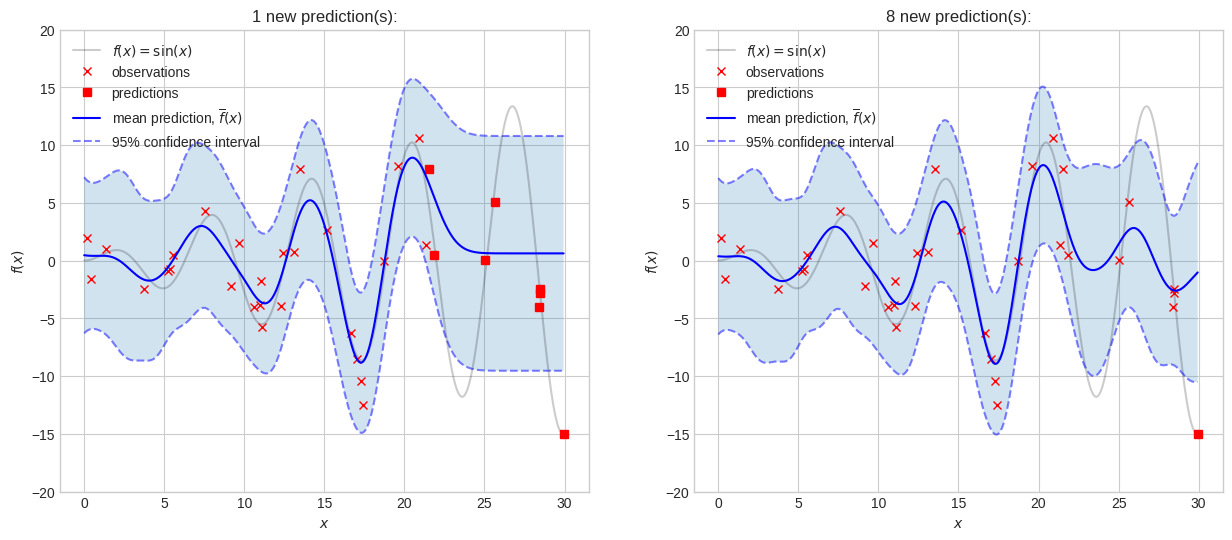 1 new prediction(s):
f(x) = sin(x)
observations
predictions
mean prediction, f̅(x)
95% confidence interval
20
15
10
5
0
−5
−10
−15
−20
f(x)
0 5 10 15 20 25 30
x
8 new prediction(s):
f(x) = sin(x)
observations
predictions
mean prediction, f̅(x)
95% confidence interval
20
15
10
5
0
−5
−10
−15
−20
f(x)
0 5 10 15 20 25 30
x